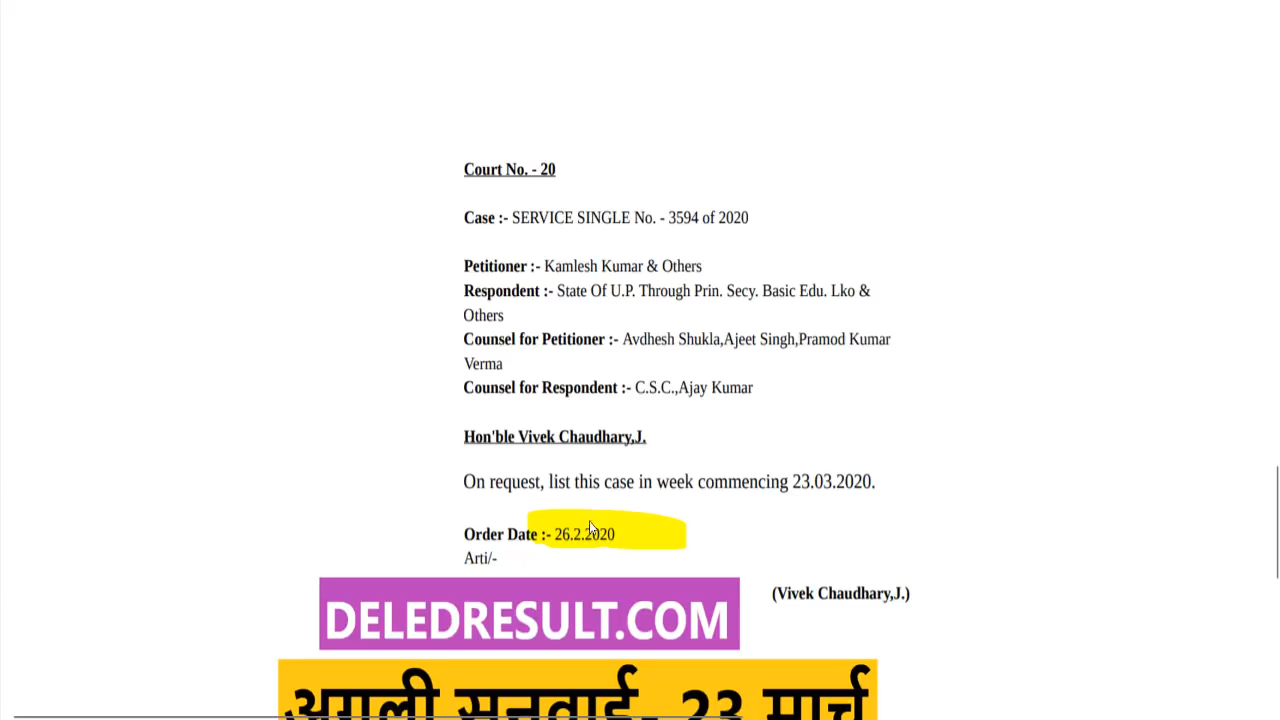 Court No. - 20
Case :- SERVICE SINGLE No. - 3594 of 2020
Petitioner :- Kamlesh Kumar & Others
Respondent :- State Of U.P. Through Prin. Secy. Basic Edu. Lko &
Others
Counsel for Petitioner :- Avdhesh Shukla,Ajeet Singh,Pramod Kumar
Verma
Counsel for Respondent :- C.S.C.,Ajay Kumar
Hon'ble Vivek Chaudhary,J.
On request, list this case in week commencing 23.03.2020.
Order Date :- 26.2.2020
Arti/-
(Vivek Chaudhary,J.)
DELEDRESULT.COM
अगली सुनवाई- 23 मार्च